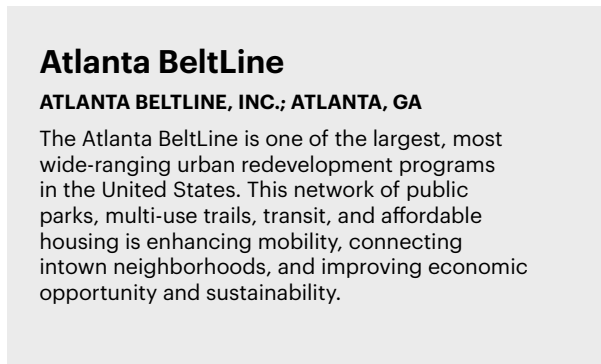 Atlanta BeltLine
ATLANTA BELTLINE, INC.; ATLANTA, GA
The Atlanta BeltLine is one of the largest, most
wide-ranging urban redevelopment programs
in the United States. This network of public
parks, multi-use trails, transit, and affordable
housing is enhancing mobility, connecting
intown neighborhoods, and improving economic
opportunity and sustainability.